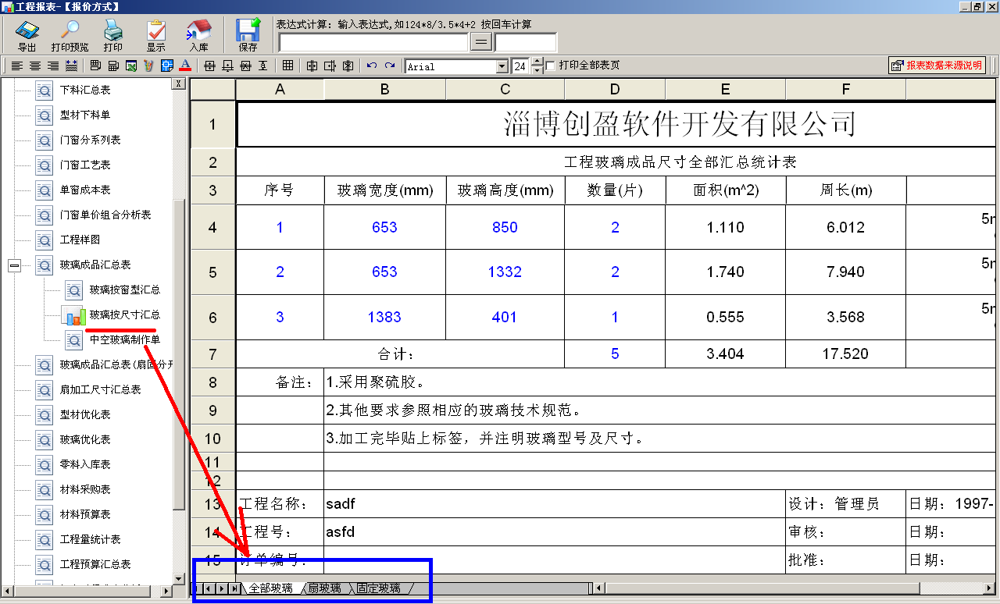 工程报表-【报价方式】
导出 打印预览 打印 显示 入库 保存
表达式计算: 输入表达式,如124*8/3.5*4+2 按回车计算
Arial 24 打印全部表页 报表数据来源说明
下料汇总表
型材下料单
门窗分系列表
门窗工艺表
单窗成本表
门窗单价组合分析表
工程样图
玻璃成品汇总表
玻璃按窗型汇总
玻璃按尺寸汇总
中空玻璃制作单
玻璃成品汇总表(扇固分开
扇加工尺寸汇总表
型材优化表
玻璃优化表
零料入库表
材料采购表
材料预算表
工程量统计表
工程预算汇总表
A B C D E F
1 淄博创盈软件开发有限公司
2 工程玻璃成品尺寸全部汇总统计表
3 序号 玻璃宽度(mm) 玻璃高度(mm) 数量(片) 面积(m^2) 周长(m)
4 1 653 850 2 1.110 6.012
5 2 653 1332 2 1.740 7.940
6 3 1383 401 1 0.555 3.568
7 合计: 5 3.404 17.520
8 备注: 1.采用聚硫胶。
9 2.其他要求参照相应的玻璃技术规范。
10 3.加工完毕贴上标签，并注明玻璃型号及尺寸。
11
12
13 工程名称: sadf 设计: 管理员 日期: 1997-
14 工程号: asfd 审核: 日期:
15 订单编号: 批准: 日期:
全部玻璃 扇玻璃 固定玻璃